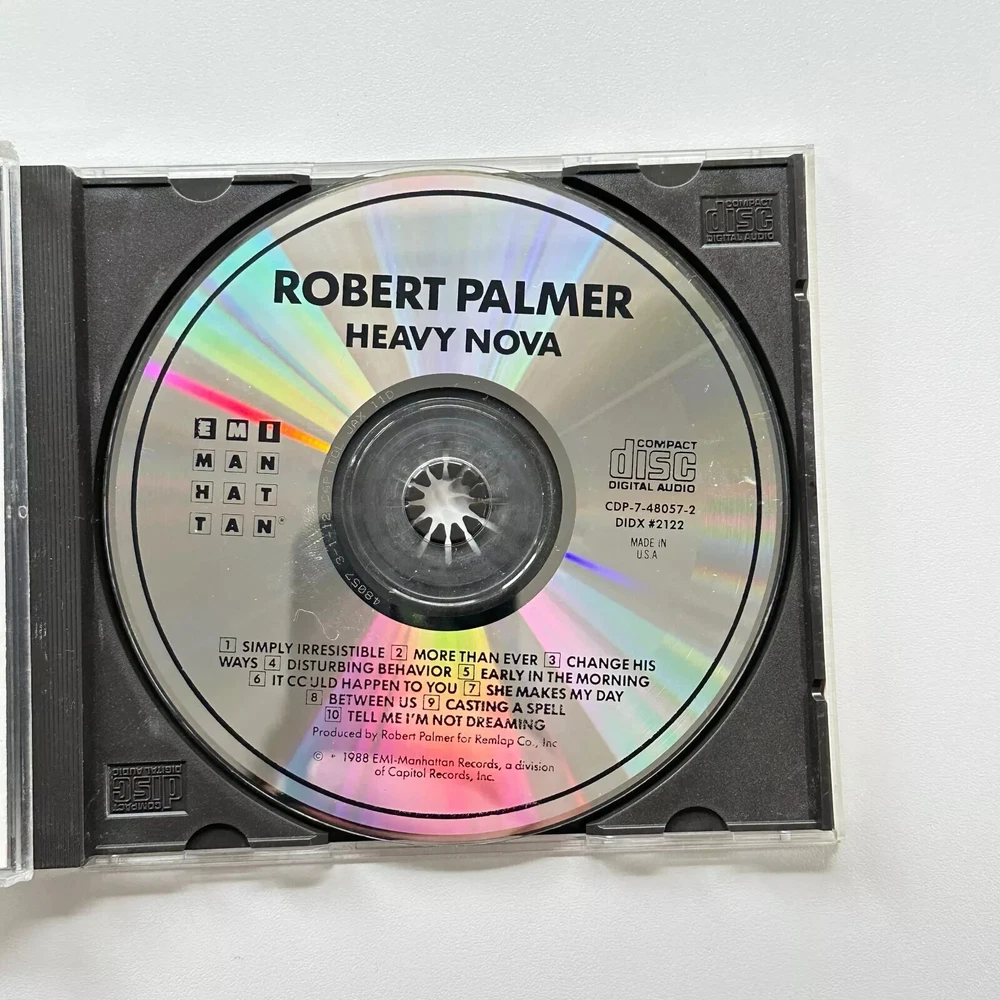 COMPACT
disc
DIGITAL AUDIO
ROBERT PALMER
HEAVY NOVA
EMI
MAN
HAT
TAN
COMPACT
disc
DIGITAL AUDIO
CDP-7-48057-2
DIDX #2122
MADE IN
U.S.A
48057
1 SIMPLY IRRESISTIBLE 2 MORE THAN EVER 3 CHANGE HIS
WAYS 4 DISTURBING BEHAVIOR 5 EARLY IN THE MORNING
6 IT COULD HAPPEN TO YOU 7 SHE MAKES MY DAY
8 BETWEEN US 9 CASTING A SPELL
10 TELL ME I'M NOT DREAMING
Produced by Robert Palmer for Remlap Co., Inc
© 1988 EMI-Manhattan Records, a division
of Capitol Records, Inc.
COMPACT
disc
DIGITAL AUDIO